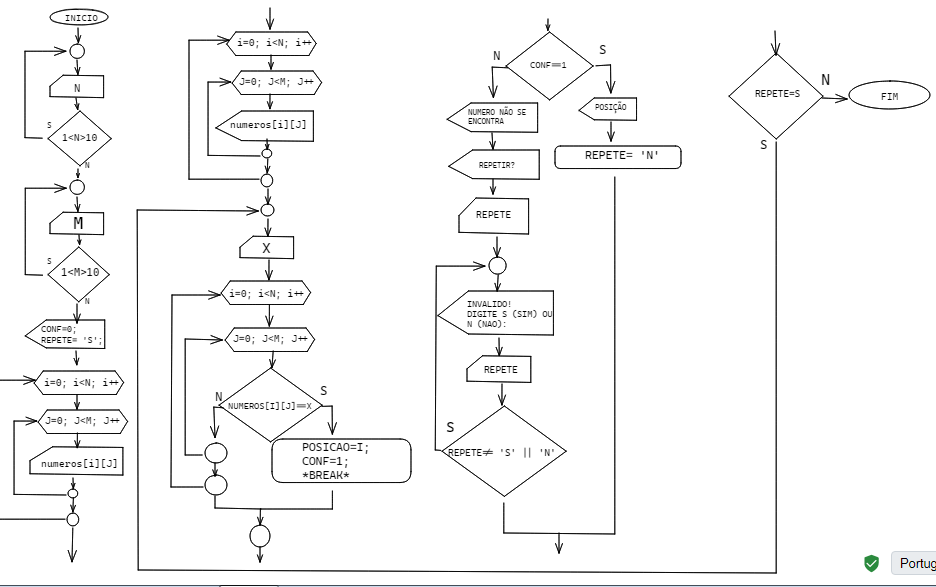 INICIO
N
S
1<N>10
N
M
S
1<M>10
N
CONF=0;
REPETE= 'S';
i=0; i<N; i++
J=0; J<M; J++
numeros[i][J]
i=0; i<N; i++
J=0; J<M; J++
numeros[i][J]
X
i=0; i<N; i++
J=0; J<M; J++
N
S
NUMEROS[I][J]==X
POSICAO=I;
CONF=1;
*BREAK*
N
S
CONF==1
NUMERO NÃO SE
ENCONTRA
POSIÇÃO
REPETIR?
REPETE= 'N'
REPETE
INVALIDO!
DIGITE S (SIM) OU
N (NAO):
REPETE
S
REPETE≠ 'S' || 'N'
REPETE=S
N
FIM
S
Portug